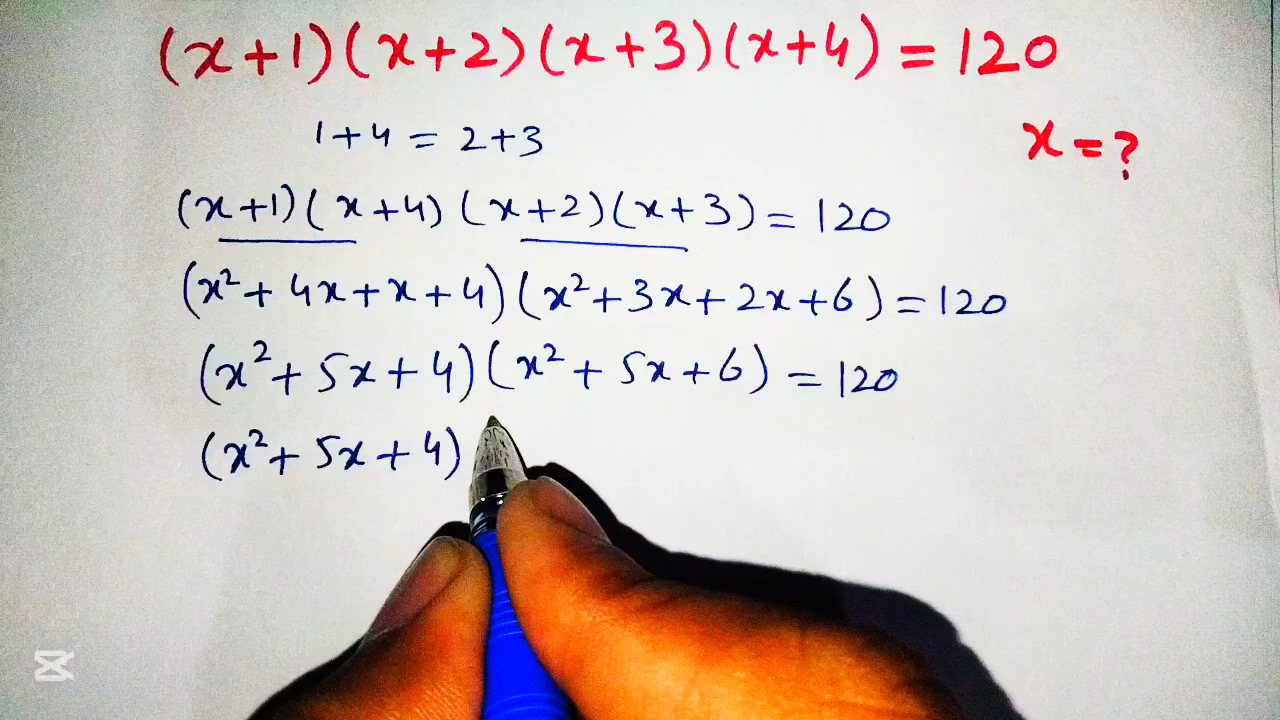 (x+1)(x+2)(x+3)(x+4) = 120
1+4 = 2+3
x = ?
(x+1)(x+4)(x+2)(x+3) = 120
(x²+4x+x+4)(x²+3x+2x+6) = 120
(x²+5x+4)(x²+5x+6) = 120
(x²+5x+4)